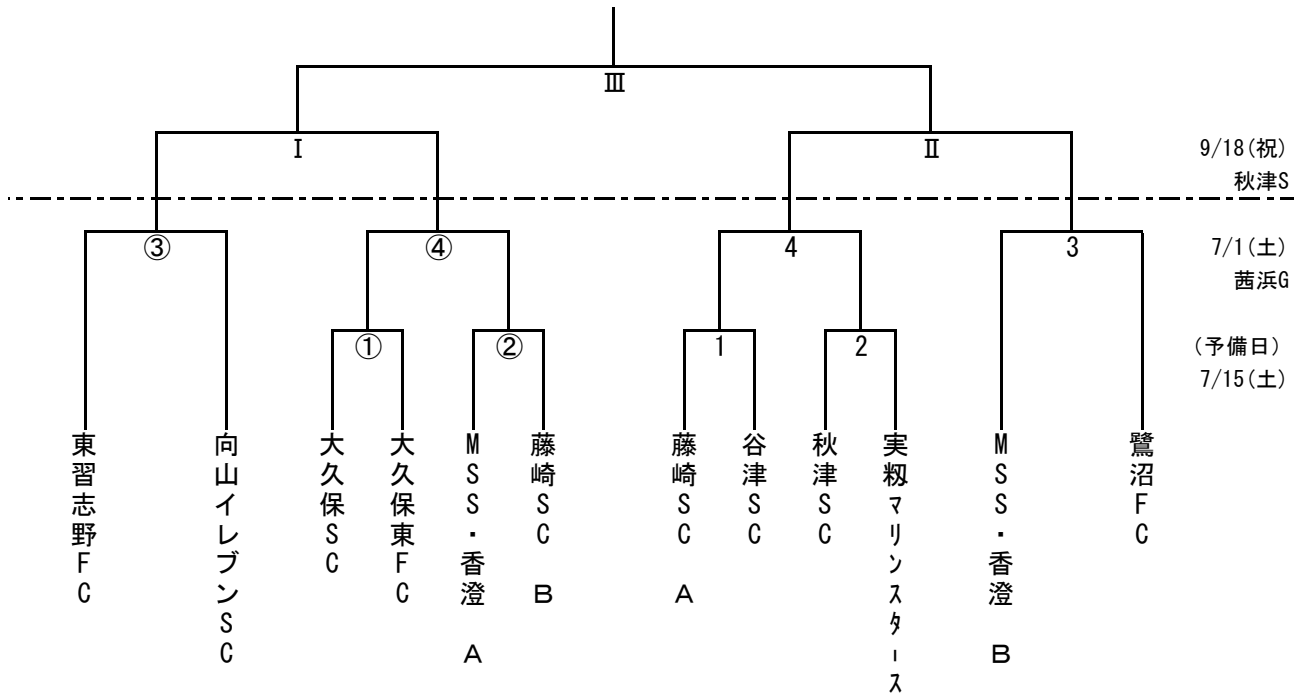 Ⅲ
Ⅰ
Ⅱ
9/18(祝)
秋津S
③
④
4
3
7/1(土)
茜浜G
①
②
1
2
(予備日)
7/15(土)
東習志野FC
向山イレブンSC
大久保SC
大久保東FC
MSS・香澄 A
藤崎SC B
藤崎SC A
谷津SC
秋津SC
実籾マリンスターズ
MSS・香澄 B
鷺沼FC